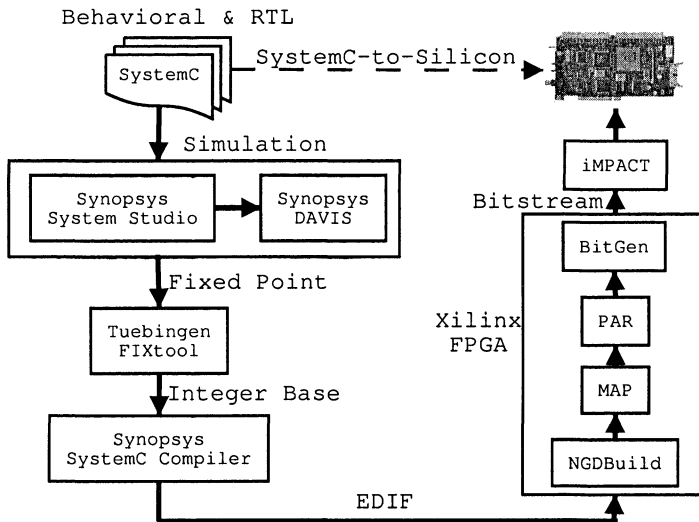 Behavioral & RTL
SystemC
SystemC-to-Silicon
Simulation
Synopsys
System Studio
Synopsys
DAVIS
Fixed Point
Tuebingen
FIXtool
Integer Base
Synopsys
SystemC Compiler
EDIF
iMPACT
Bitstream
BitGen
Xilinx
FPGA
PAR
MAP
NGDBuild